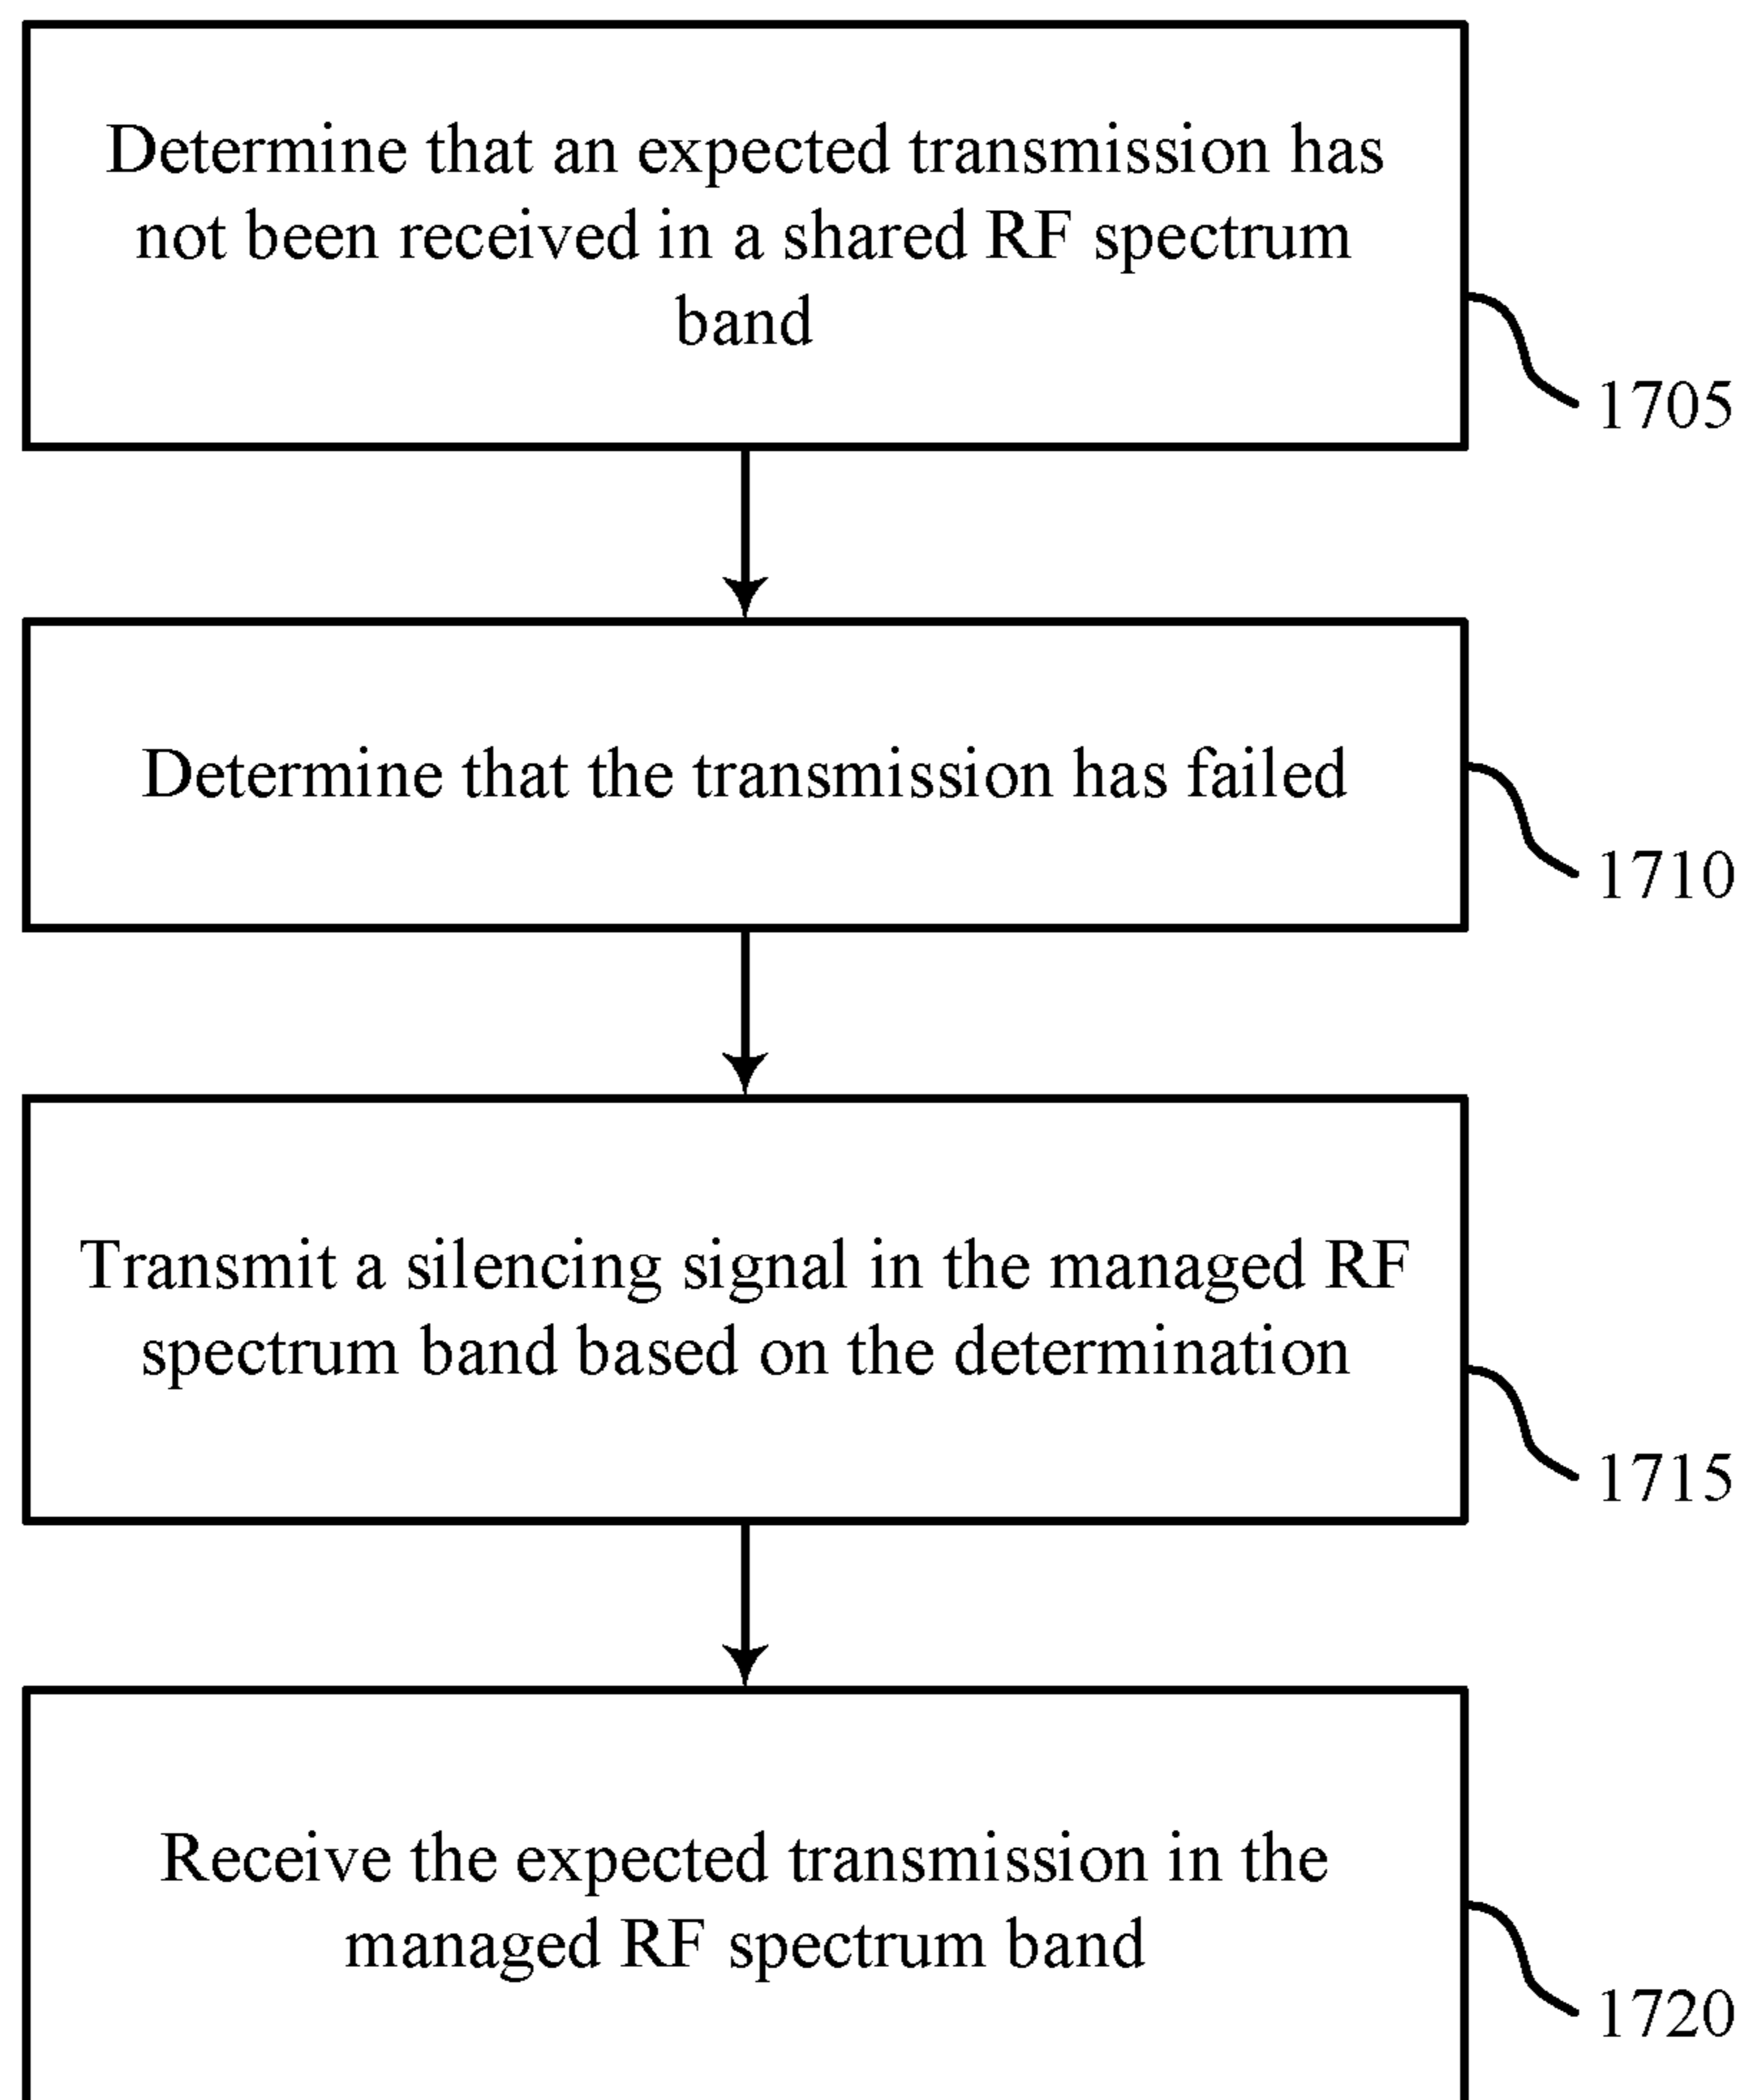 Determine that an expected transmission has
not been received in a shared RF spectrum
band
1705
Determine that the transmission has failed
1710
Transmit a silencing signal in the managed RF
spectrum band based on the determination
1715
Receive the expected transmission in the
managed RF spectrum band
1720